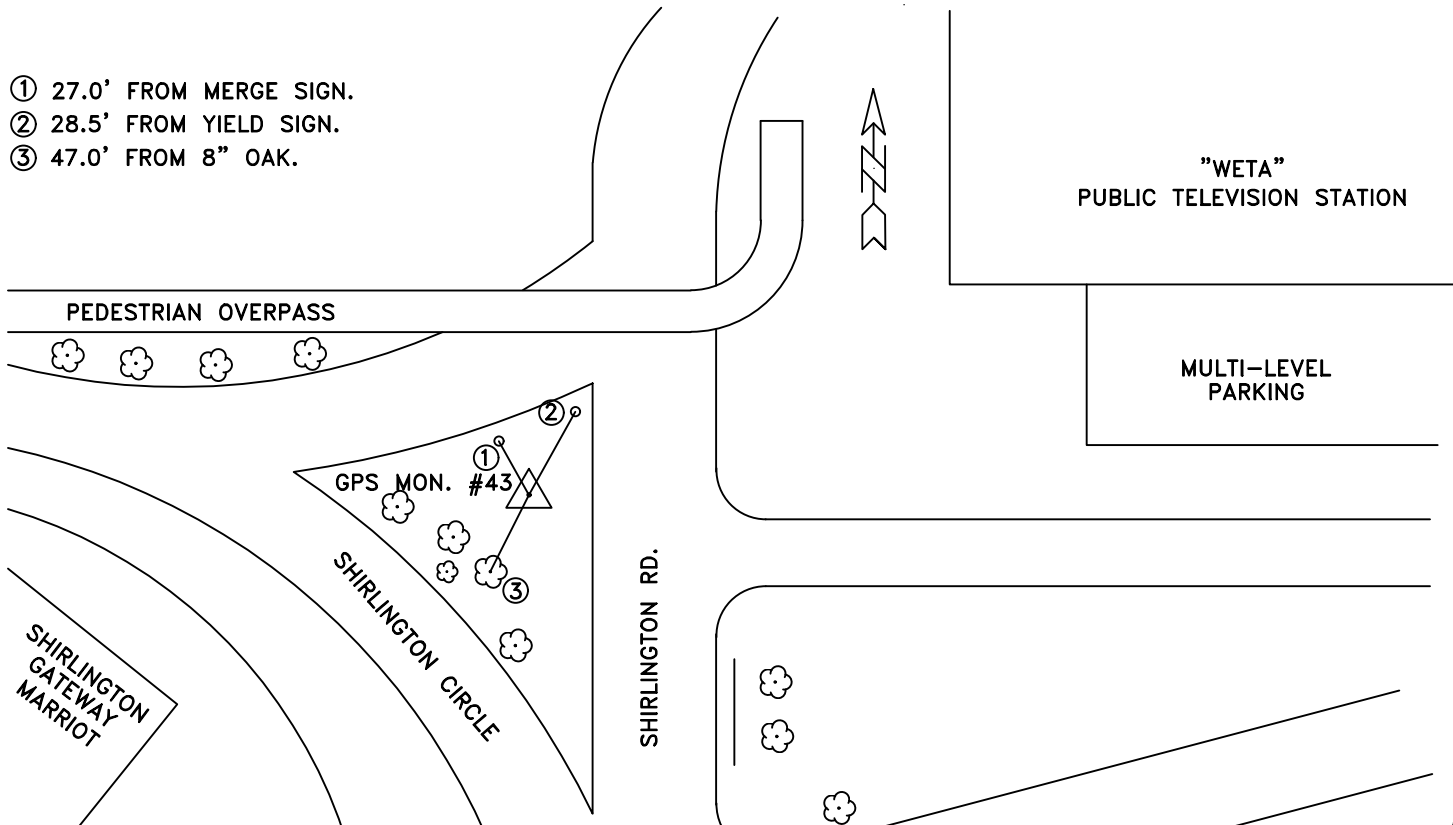 ① 27.0’ FROM MERGE SIGN.
② 28.5’ FROM YIELD SIGN.
③ 47.0’ FROM 8” OAK.
N
”WETA”
PUBLIC TELEVISION STATION
PEDESTRIAN OVERPASS
MULTI-LEVEL
PARKING
②
①
GPS MON. #43
③
SHIRLINGTON CIRCLE
SHIRLINGTON RD.
SHIRLINGTON
GATEWAY
MARRIOT